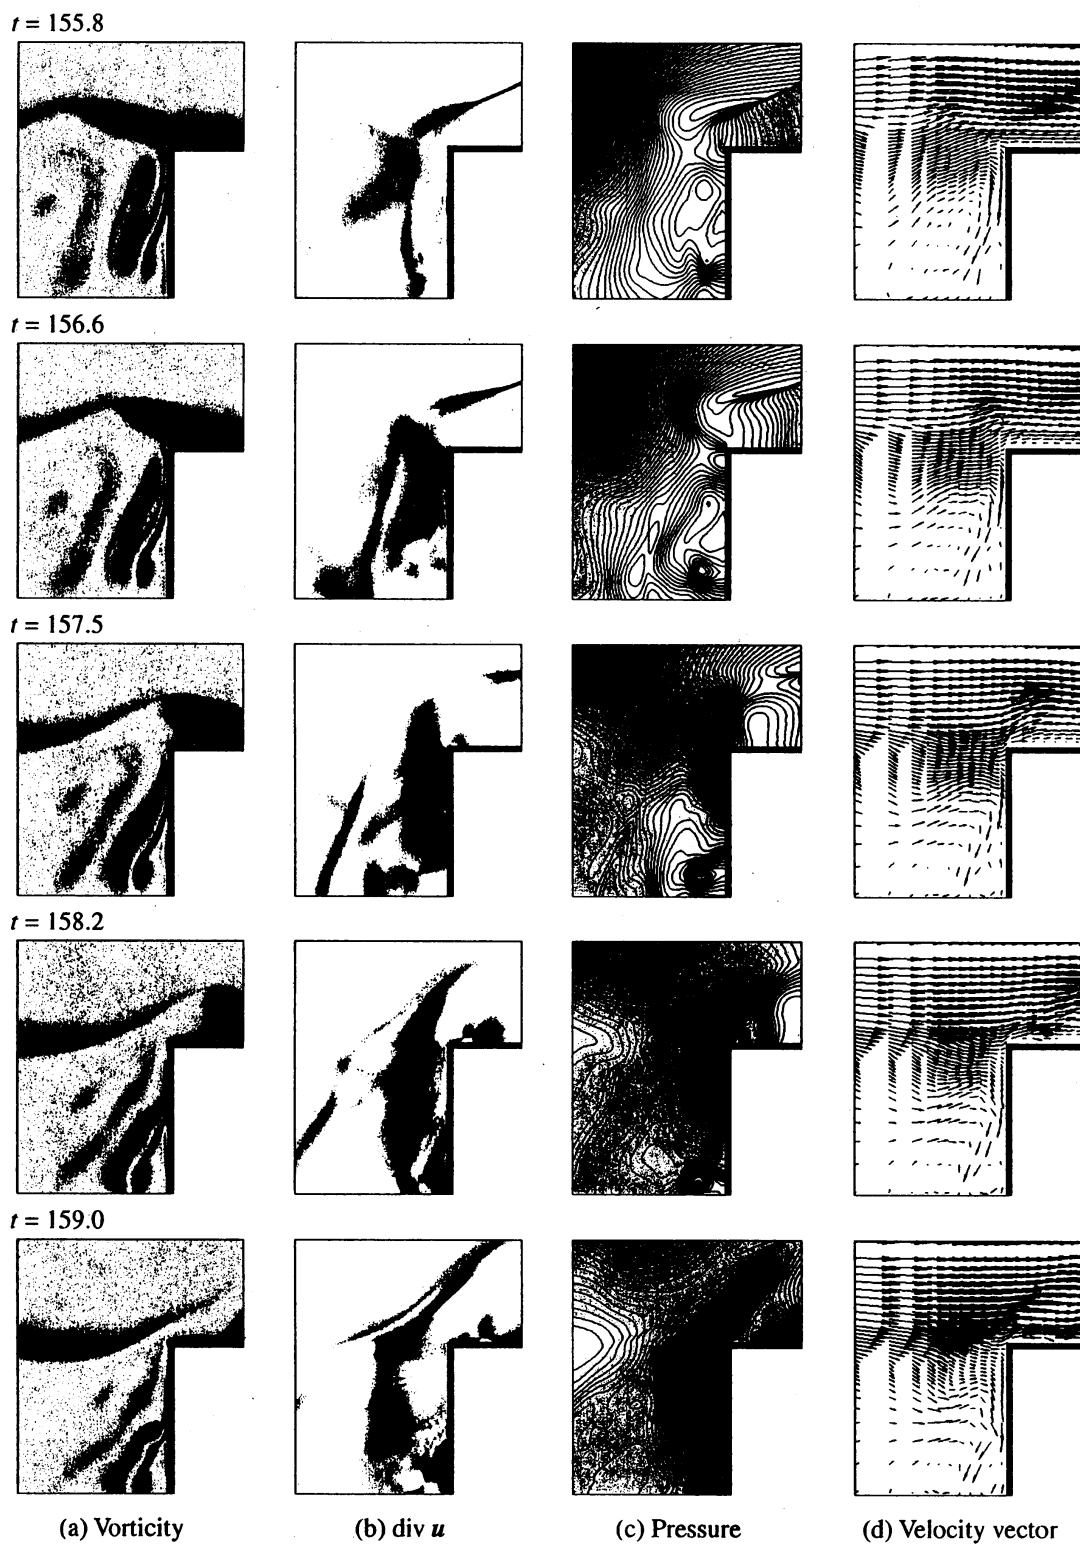 t = 155.8
t = 156.6
t = 157.5
t = 158.2
t = 159.0
(a) Vorticity (b) div u (c) Pressure (d) Velocity vector